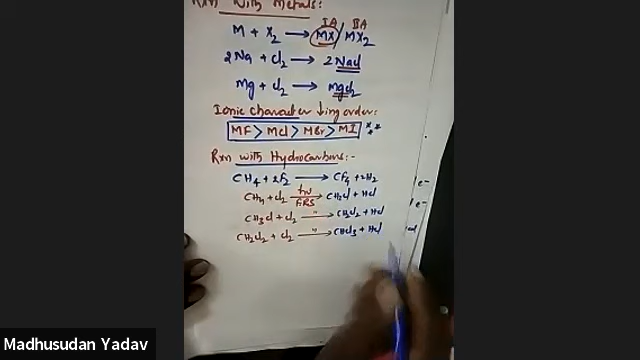 Rxn with Metals:
IA IIA
M + X₂ → MX / MX₂
2Na + Cl₂ → 2NaCl
Mg + Cl₂ → MgCl₂
Ionic character ↓ing order:
MF > MCl > MBr > MI
Rxn with Hydrocarbons:-
CH₄ + 2F₂ → CF₄ + 2H₂
CH₄ + Cl₂ hν → FRS CH₃Cl + HCl
CH₃Cl + Cl₂ " → CH₂Cl₂ + HCl
CH₂Cl₂ + Cl₂ " → CHCl₃ + HCl
e⁻
e⁻
Madhusudan Yadav